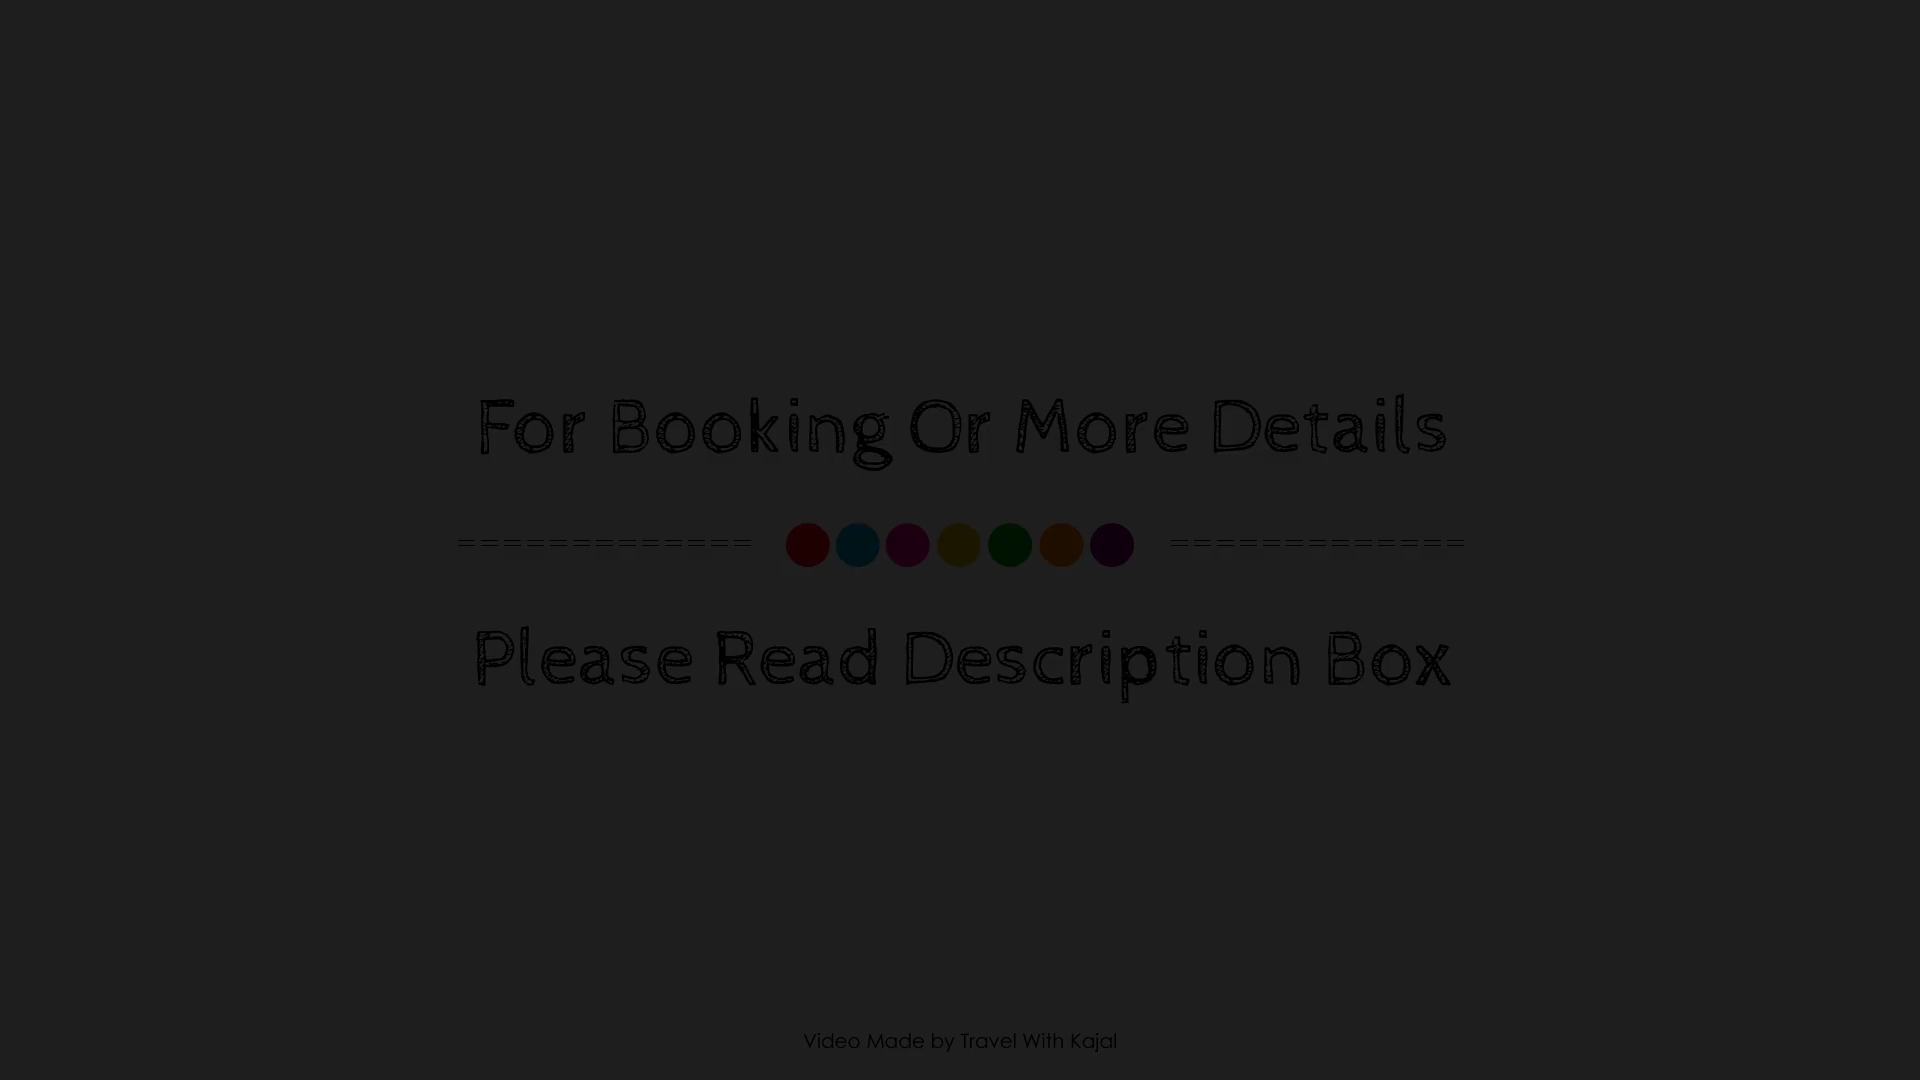 For Booking Or More Details
============= =============
Please Read Description Box
Video Made by Travel With Kajal